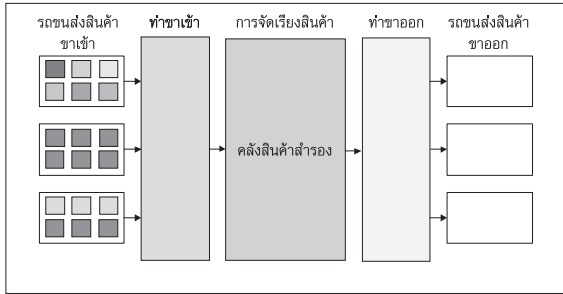 รถขนส่งสินค้า
ขาเข้า
ท่าขาเข้า
การจัดเรียงสินค้า
ท่าขาออก
รถขนส่งสินค้า
ขาออก
คลังสินค้าสำรอง